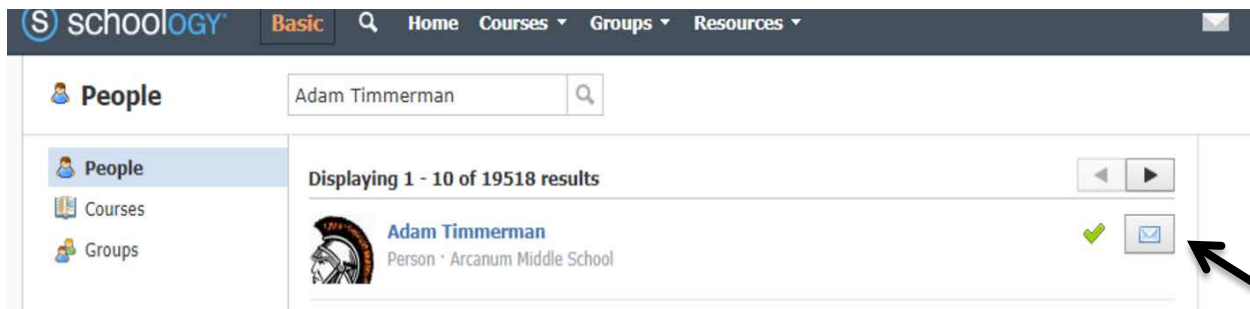 S schoology Basic Home Courses Groups Resources
People Adam Timmerman
People
Courses
Groups
Displaying 1 - 10 of 19518 results
Adam Timmerman
Person · Arcanum Middle School